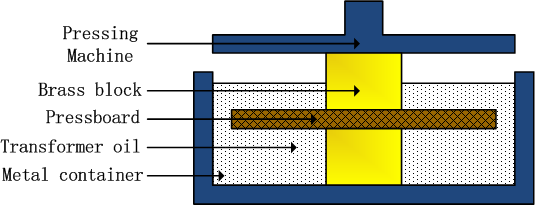 Pressing
Machine
Brass block
Pressboard
Transformer oil
Metal container